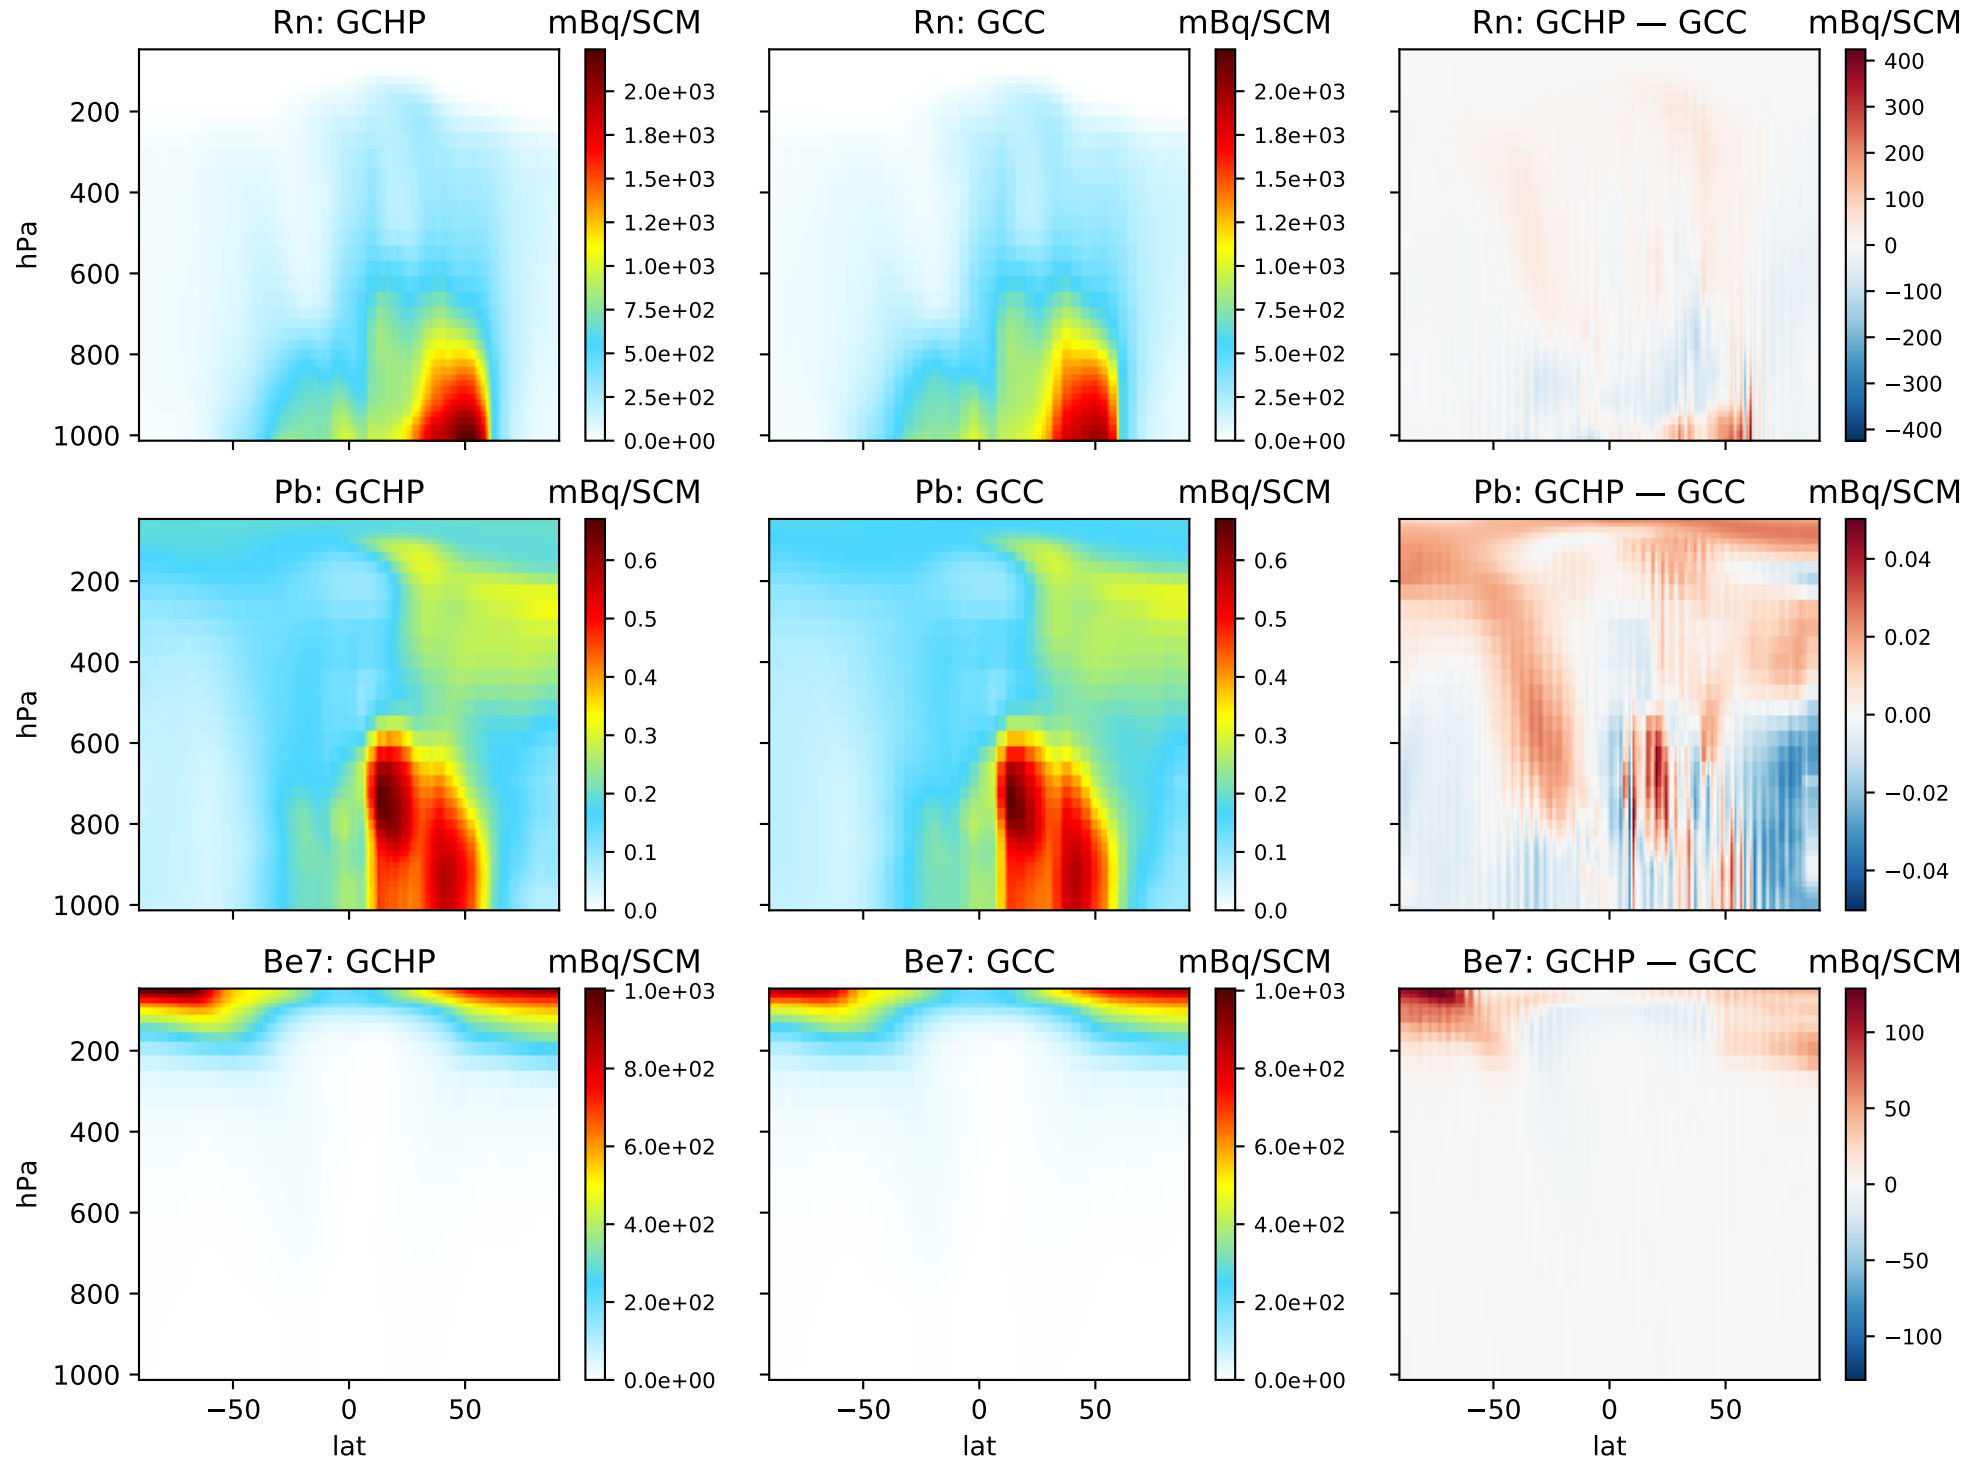 Rn: GCHP mBq/SCM
Rn: GCC mBq/SCM
Rn: GCHP — GCC mBq/SCM
hPa
200
400
600
800
1000
2.0e+03
1.8e+03
1.5e+03
1.2e+03
1.0e+03
7.5e+02
5.0e+02
2.5e+02
0.0e+00
2.0e+03
1.8e+03
1.5e+03
1.2e+03
1.0e+03
7.5e+02
5.0e+02
2.5e+02
0.0e+00
400
300
200
100
0
−100
−200
−300
−400
Pb: GCHP mBq/SCM
Pb: GCC mBq/SCM
Pb: GCHP — GCC mBq/SCM
hPa
200
400
600
800
1000
0.6
0.5
0.4
0.3
0.2
0.1
0.0
0.6
0.5
0.4
0.3
0.2
0.1
0.0
0.04
0.02
0.00
−0.02
−0.04
Be7: GCHP mBq/SCM
Be7: GCC mBq/SCM
Be7: GCHP — GCC mBq/SCM
hPa
200
400
600
800
1000
1.0e+03
8.0e+02
6.0e+02
4.0e+02
2.0e+02
0.0e+00
1.0e+03
8.0e+02
6.0e+02
4.0e+02
2.0e+02
0.0e+00
100
50
0
−50
−100
−50 0 50
lat
−50 0 50
lat
−50 0 50
lat